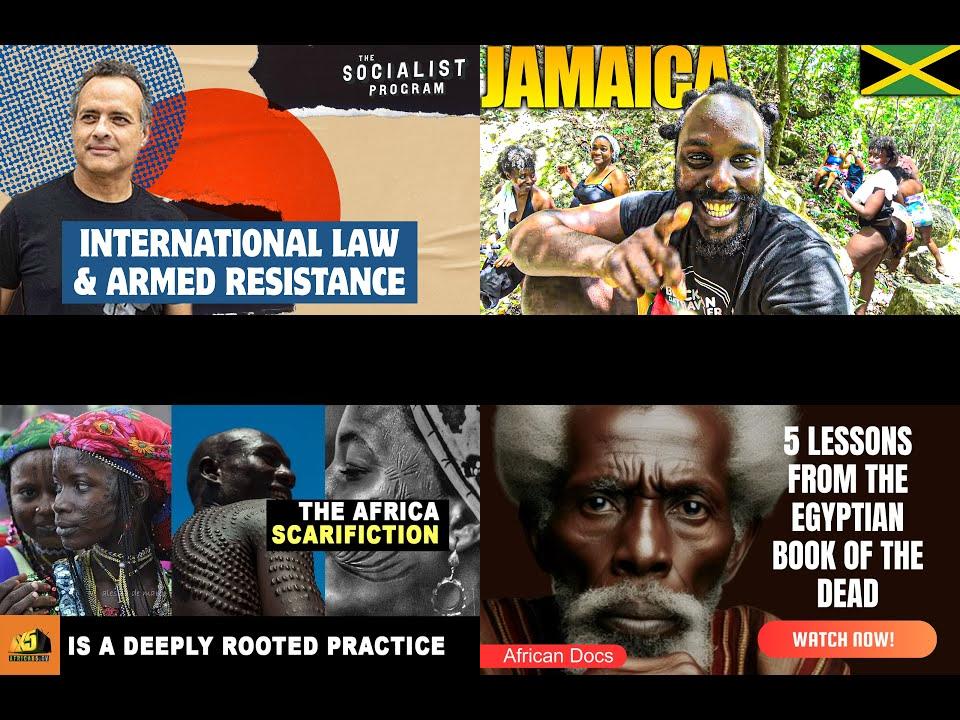 THE
SOCIALIST
PROGRAM
INTERNATIONAL LAW
& ARMED RESISTANCE
JAMAICA
THE AFRICA
SCARIFICTION
IS A DEEPLY ROOTED PRACTICE
5 LESSONS
FROM THE
EGYPTIAN
BOOK OF THE
DEAD
WATCH NOW!
African Docs